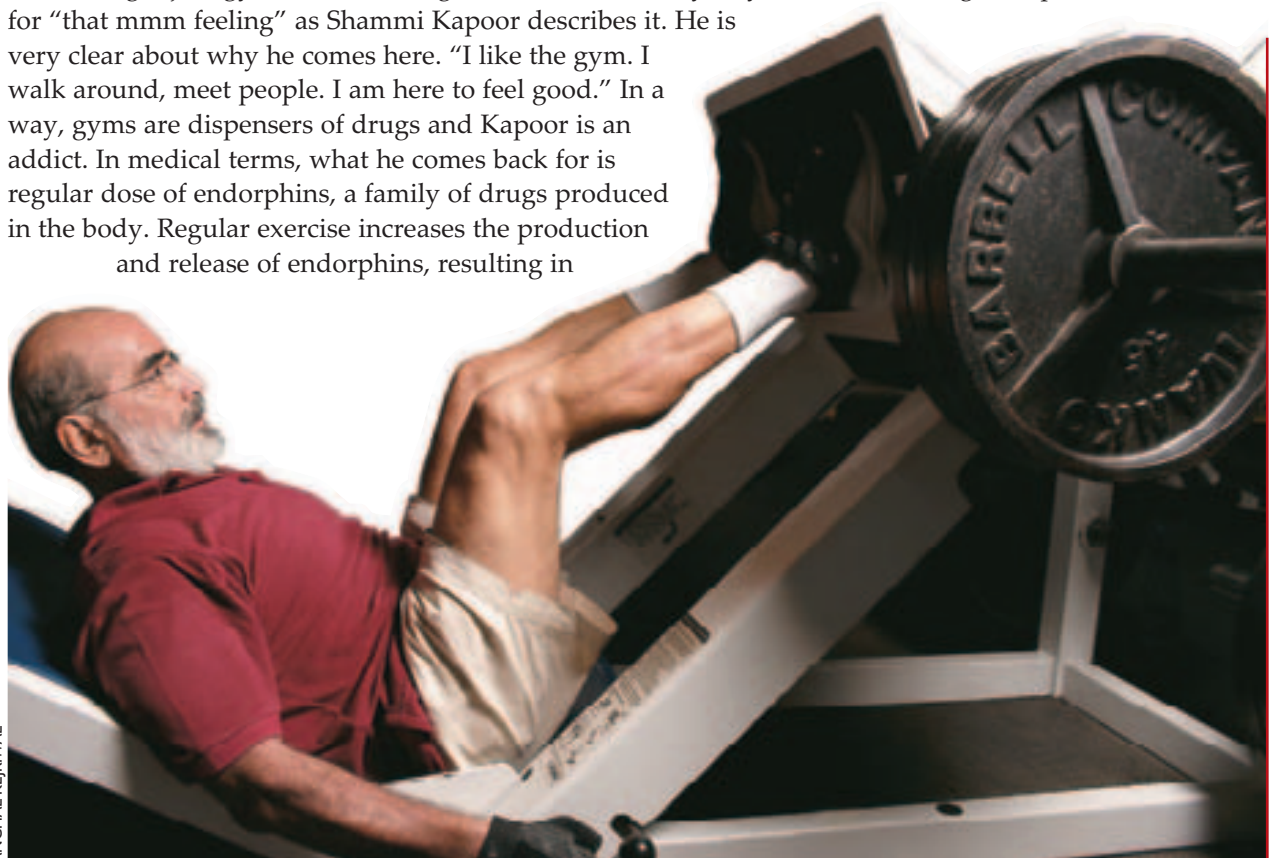 for “that mmm feeling” as Shammi Kapoor describes it. He is
very clear about why he comes here. “I like the gym. I
walk around, meet people. I am here to feel good.” In a
way, gyms are dispensers of drugs and Kapoor is an
addict. In medical terms, what he comes back for is
regular dose of endorphins, a family of drugs produced
in the body. Regular exercise increases the production
and release of endorphins, resulting in
BARBELL
45